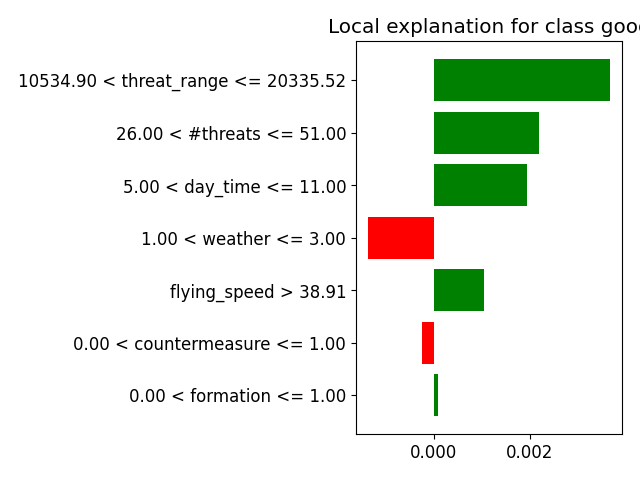 Local explanation for class goo
10534.90 < threat_range <= 20335.52
26.00 < #threats <= 51.00
5.00 < day_time <= 11.00
1.00 < weather <= 3.00
flying_speed > 38.91
0.00 < countermeasure <= 1.00
0.00 < formation <= 1.00
0.000 0.002